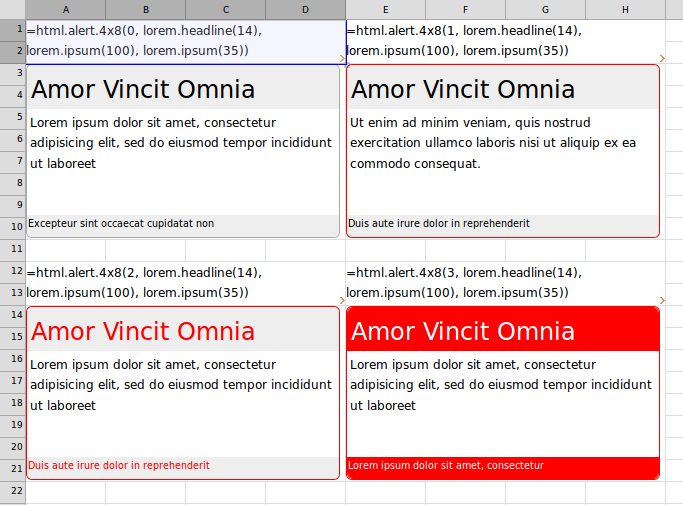 A B C D E F G H
1 =html.alert.4x8(0, lorem.headline(14), =html.alert.4x8(1, lorem.headline(14),
2 lorem.ipsum(100), lorem.ipsum(35)) lorem.ipsum(100), lorem.ipsum(35))
3
4 Amor Vincit Omnia Amor Vincit Omnia
5 Lorem ipsum dolor sit amet, consectetur Ut enim ad minim veniam, quis nostrud
6 adipisicing elit, sed do eiusmod tempor incididunt exercitation ullamco laboris nisi ut aliquip ex ea
7 ut laboreet commodo consequat.
8
9
10 Excepteur sint occaecat cupidatat non Duis aute irure dolor in reprehenderit
11
12 =html.alert.4x8(2, lorem.headline(14), =html.alert.4x8(3, lorem.headline(14),
13 lorem.ipsum(100), lorem.ipsum(35)) lorem.ipsum(100), lorem.ipsum(35))
14
15 Amor Vincit Omnia Amor Vincit Omnia
16 Lorem ipsum dolor sit amet, consectetur Lorem ipsum dolor sit amet, consectetur
17 adipisicing elit, sed do eiusmod tempor incididunt adipisicing elit, sed do eiusmod tempor incididunt
18 ut laboreet ut laboreet
19
20
21 Duis aute irure dolor in reprehenderit Lorem ipsum dolor sit amet, consectetur
22